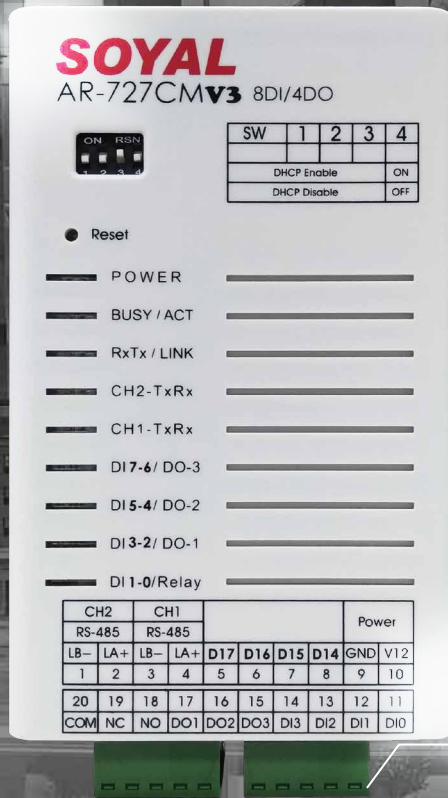 SOYAL
AR-727CMV3 8DI/4DO
ON RSN
1 2 3 4
SW 1 2 3 4
DHCP Enable ON
DHCP Disable OFF
Reset
POWER
BUSY / ACT
RxTx / LINK
CH2-TxRx
CH1-TxRx
DI7-6/ DO-3
DI5-4/ DO-2
DI3-2/ DO-1
DI1-0/Relay
CH2 CH1 Power
RS-485 RS-485
LB− LA+ LB− LA+ D17 D16 D15 D14 GND V12
1 2 3 4 5 6 7 8 9 10
20 19 18 17 16 15 14 13 12 11
COM NC NO DO1 DO2 DO3 DI3 DI2 DI1 DI0